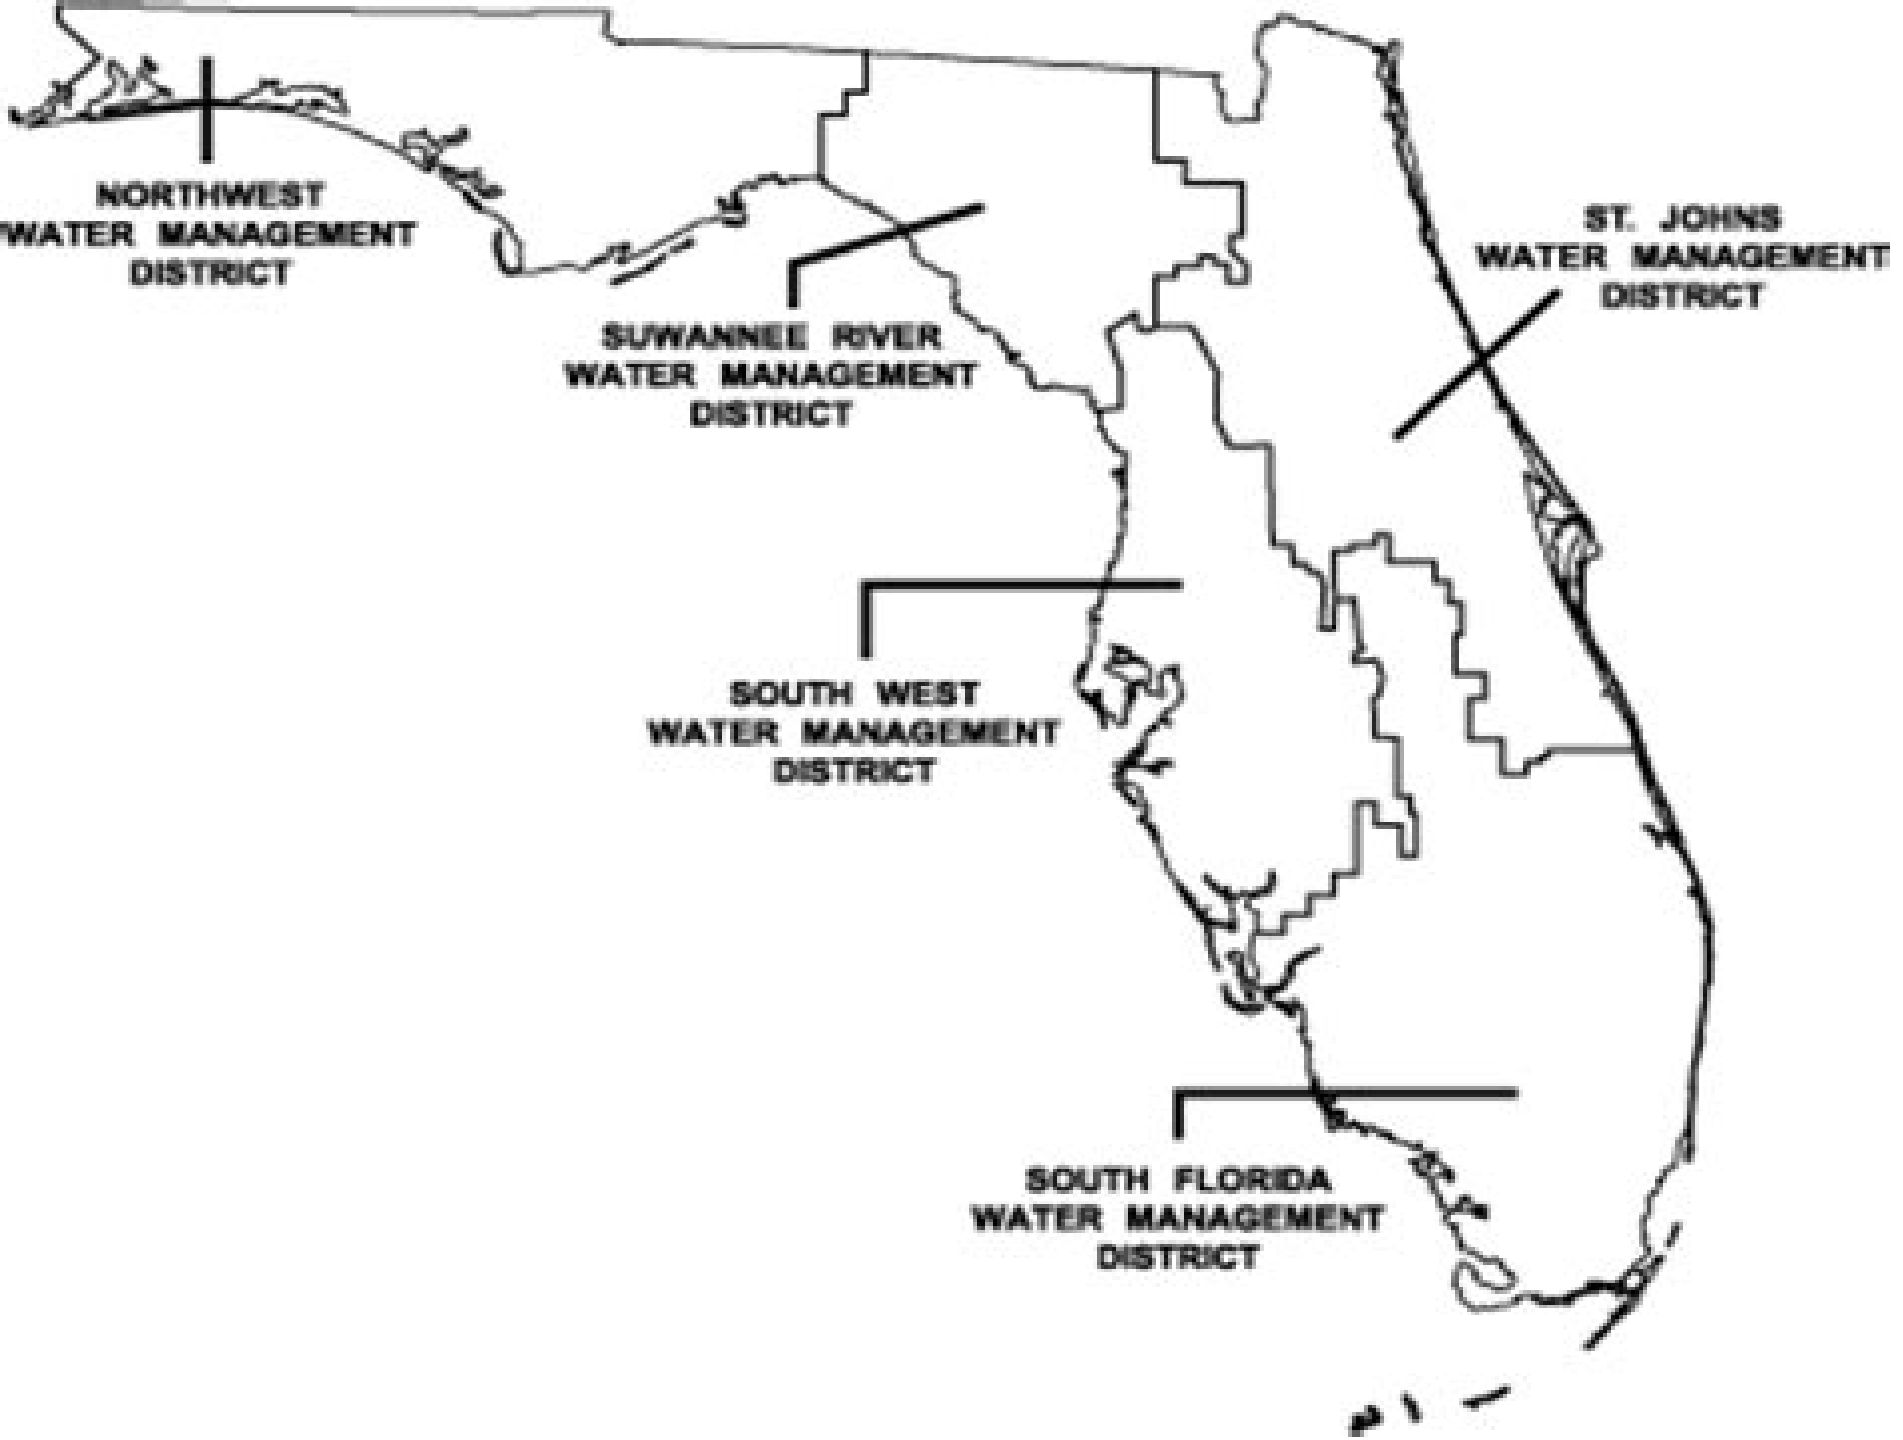 NORTHWEST
WATER MANAGEMENT
DISTRICT
ST. JOHNS
WATER MANAGEMENT
DISTRICT
SUWANNEE RIVER
WATER MANAGEMENT
DISTRICT
SOUTH WEST
WATER MANAGEMENT
DISTRICT
SOUTH FLORIDA
WATER MANAGEMENT
DISTRICT